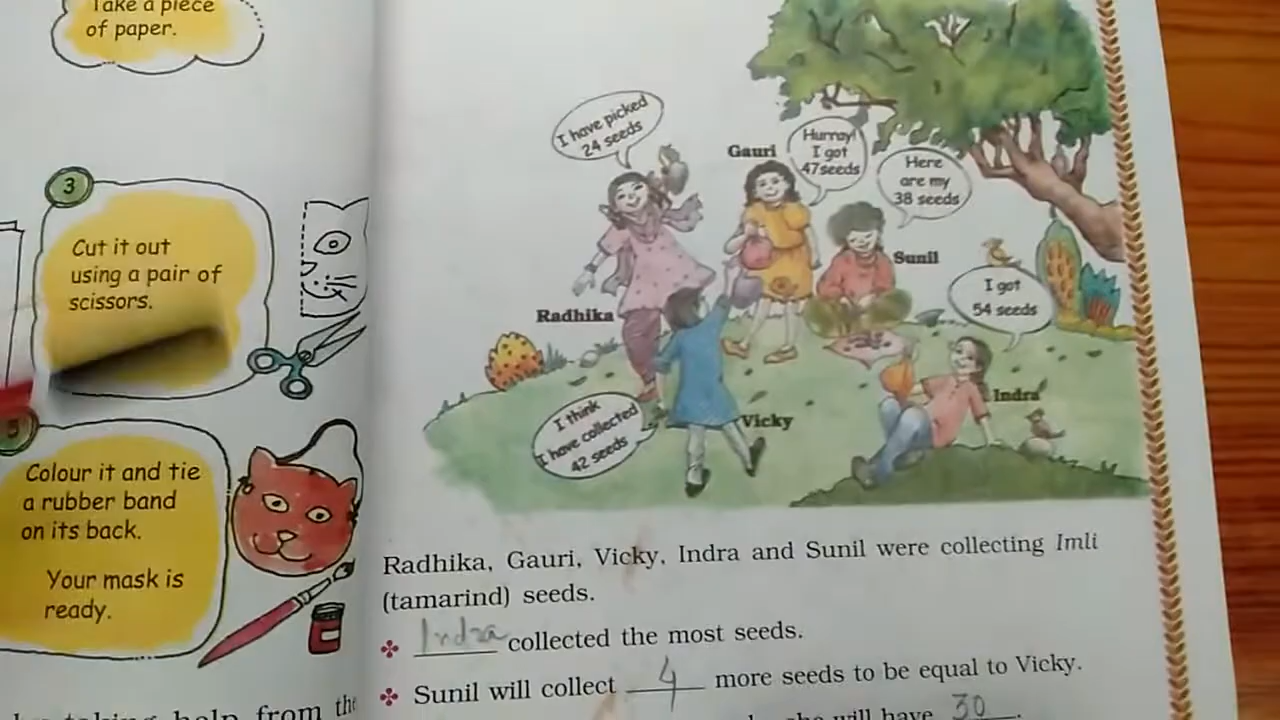 Take a piece
of paper.
3
Cut it out
using a pair of
scissors.
5
Colour it and tie
a rubber band
on its back.
Your mask is
ready.
help from the
I have picked
24 seeds
Gauri
Hurray!
I got
47seeds
Here
are my
38 seeds
Sunil
I got
54 seeds
Radhika
Indra
I think
I have collected
42 seeds
Vicky
Radhika, Gauri, Vicky, Indra and Sunil were collecting Imli
(tamarind) seeds.
Indra collected the most seeds.
Sunil will collect 4 more seeds to be equal to Vicky.
she will have 30.